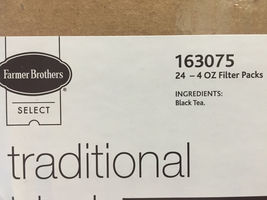 Farmer Brothers
SELECT
163075
24 – 4 OZ Filter Packs
INGREDIENTS:
Black Tea.
traditional